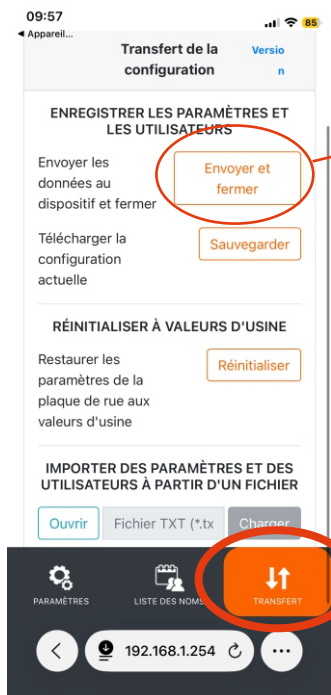 09:57
85
Appareil...
Transfert de la
configuration
Versio
n
ENREGISTRER LES PARAMÈTRES ET
LES UTILISATEURS
Envoyer les
données au
dispositif et fermer
Envoyer et
fermer
Télécharger la
configuration
actuelle
Sauvegarder
RÉINITIALISER À VALEURS D'USINE
Restaurer les
paramètres de la
plaque de rue aux
valeurs d'usine
Réinitialiser
IMPORTER DES PARAMÈTRES ET DES
UTILISATEURS À PARTIR D'UN FICHIER
Ouvrir
Fichier TXT (*.tx
Charger
PARAMÈTRES
LISTE DES NOMS
TRANSFERT
192.168.1.254